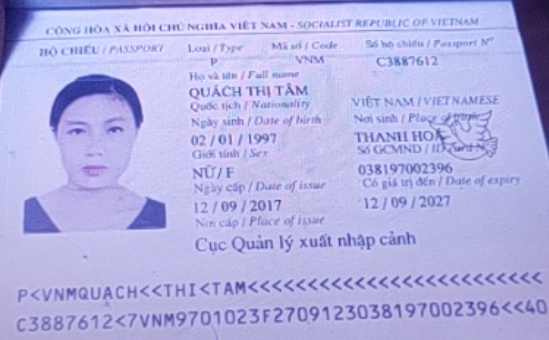 CỘNG HÒA XÃ HỘI CHỦ NGHĨA VIỆT NAM - SOCIALIST REPUBLIC OF VIETNAM
HỘ CHIẾU / PASSPORT Loại / Type Mã số / Code Số hộ chiếu / Passport Nº
P VNM C3887612
Họ và tên / Full name
QUÁCH THỊ TÂM
Quốc tịch / Nationality VIỆT NAM / VIETNAMESE
Ngày sinh / Date of birth Nơi sinh / Place of
02 / 01 / 1997 THANH HOÁ
Giới tính / Sex Số GCMND /
NỮ / F 038197002396
Ngày cấp / Date of issue Có giá trị đến / Date of expiry
12 / 09 / 2017 12 / 09 / 2027
Nơi cấp / Place of issue
Cục Quản lý xuất nhập cảnh
P<VNMQUACH<<THI<TAM<<<<<<<<<<<<<<<<<<<<<<<<<
C3887612<7VNM9701023F2709123038197002396<<40